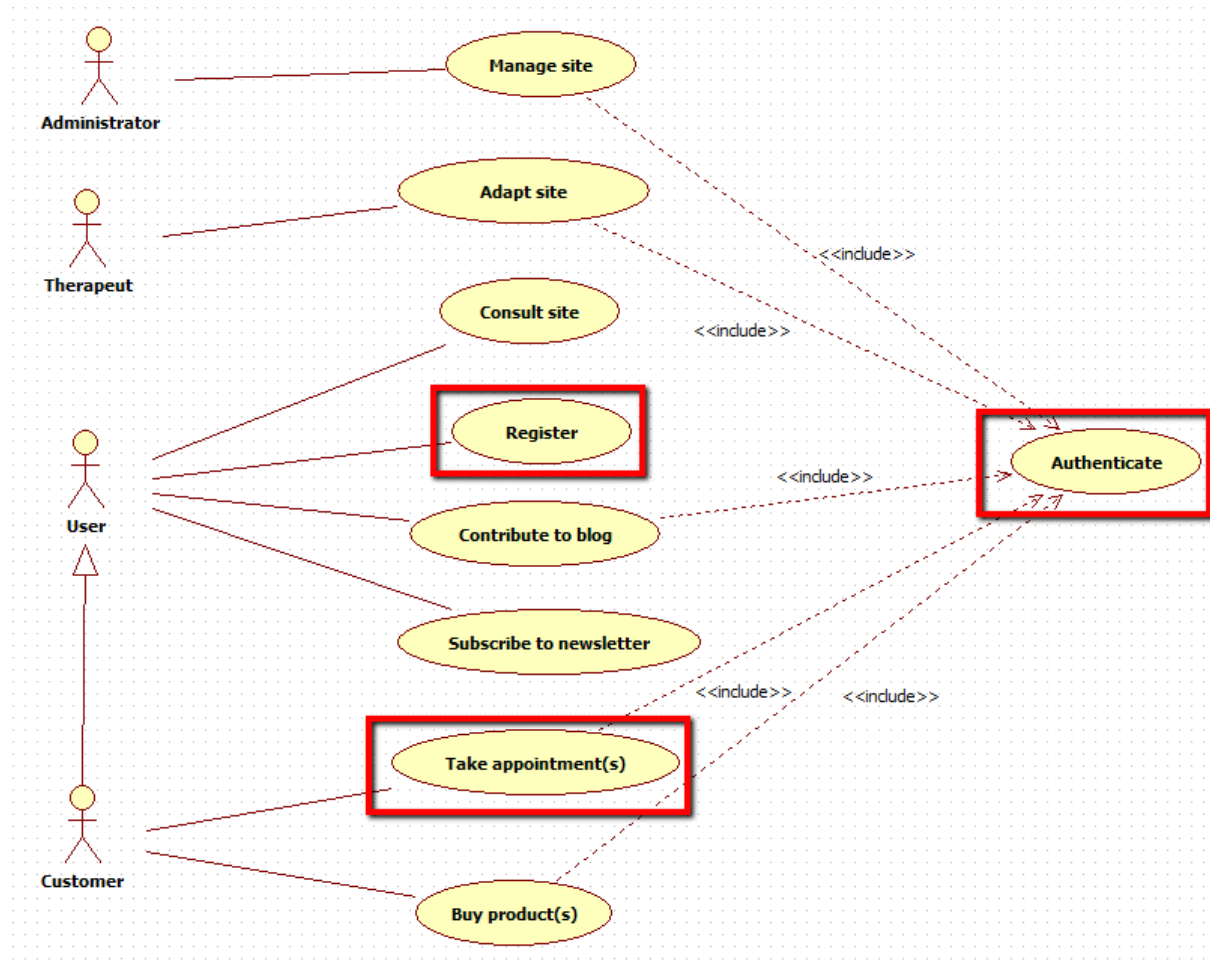 Manage site
Administrator
Adapt site
<<include>>
Therapeut
Consult site
<<include>>
Register
Authenticate
<<include>>
User
Contribute to blog
Subscribe to newsletter
<<include>>
<<include>>
Take appointment(s)
Customer
Buy product(s)